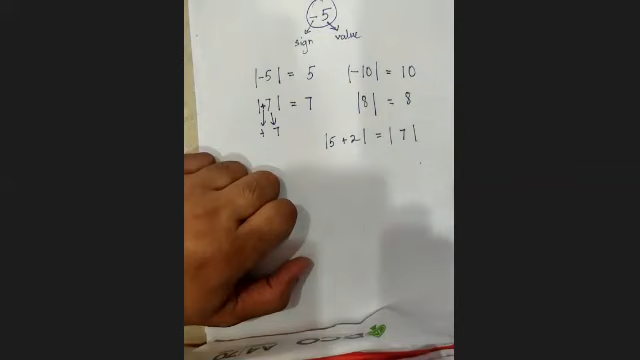 -5
sign value
|-5| = 5 |-10| = 10
|+7| = 7 |8| = 8
+ 7
|5 + 2| = |7|